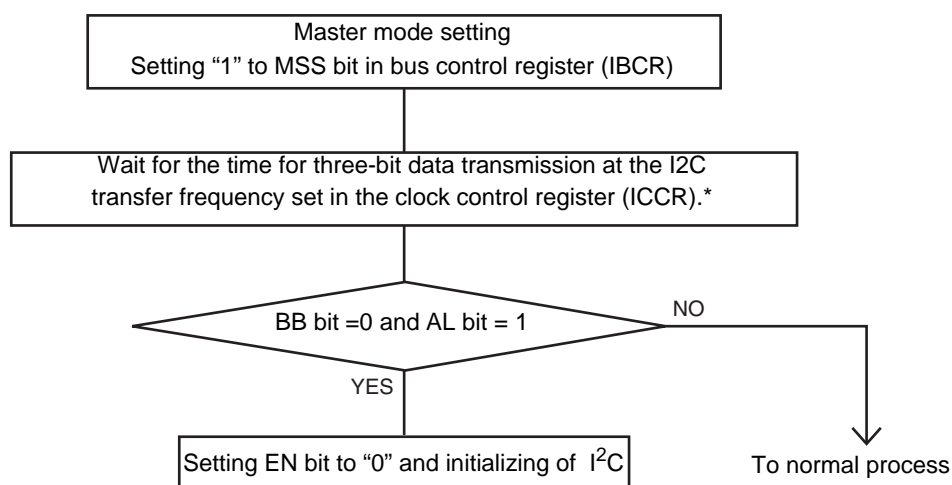 Master mode setting
Setting “1” to MSS bit in bus control register (IBCR)
Wait for the time for three-bit data transmission at the I2C
transfer frequency set in the clock control register (ICCR).*
BB bit =0 and AL bit = 1
NO
YES
Setting EN bit to “0” and initializing of I²C
To normal process